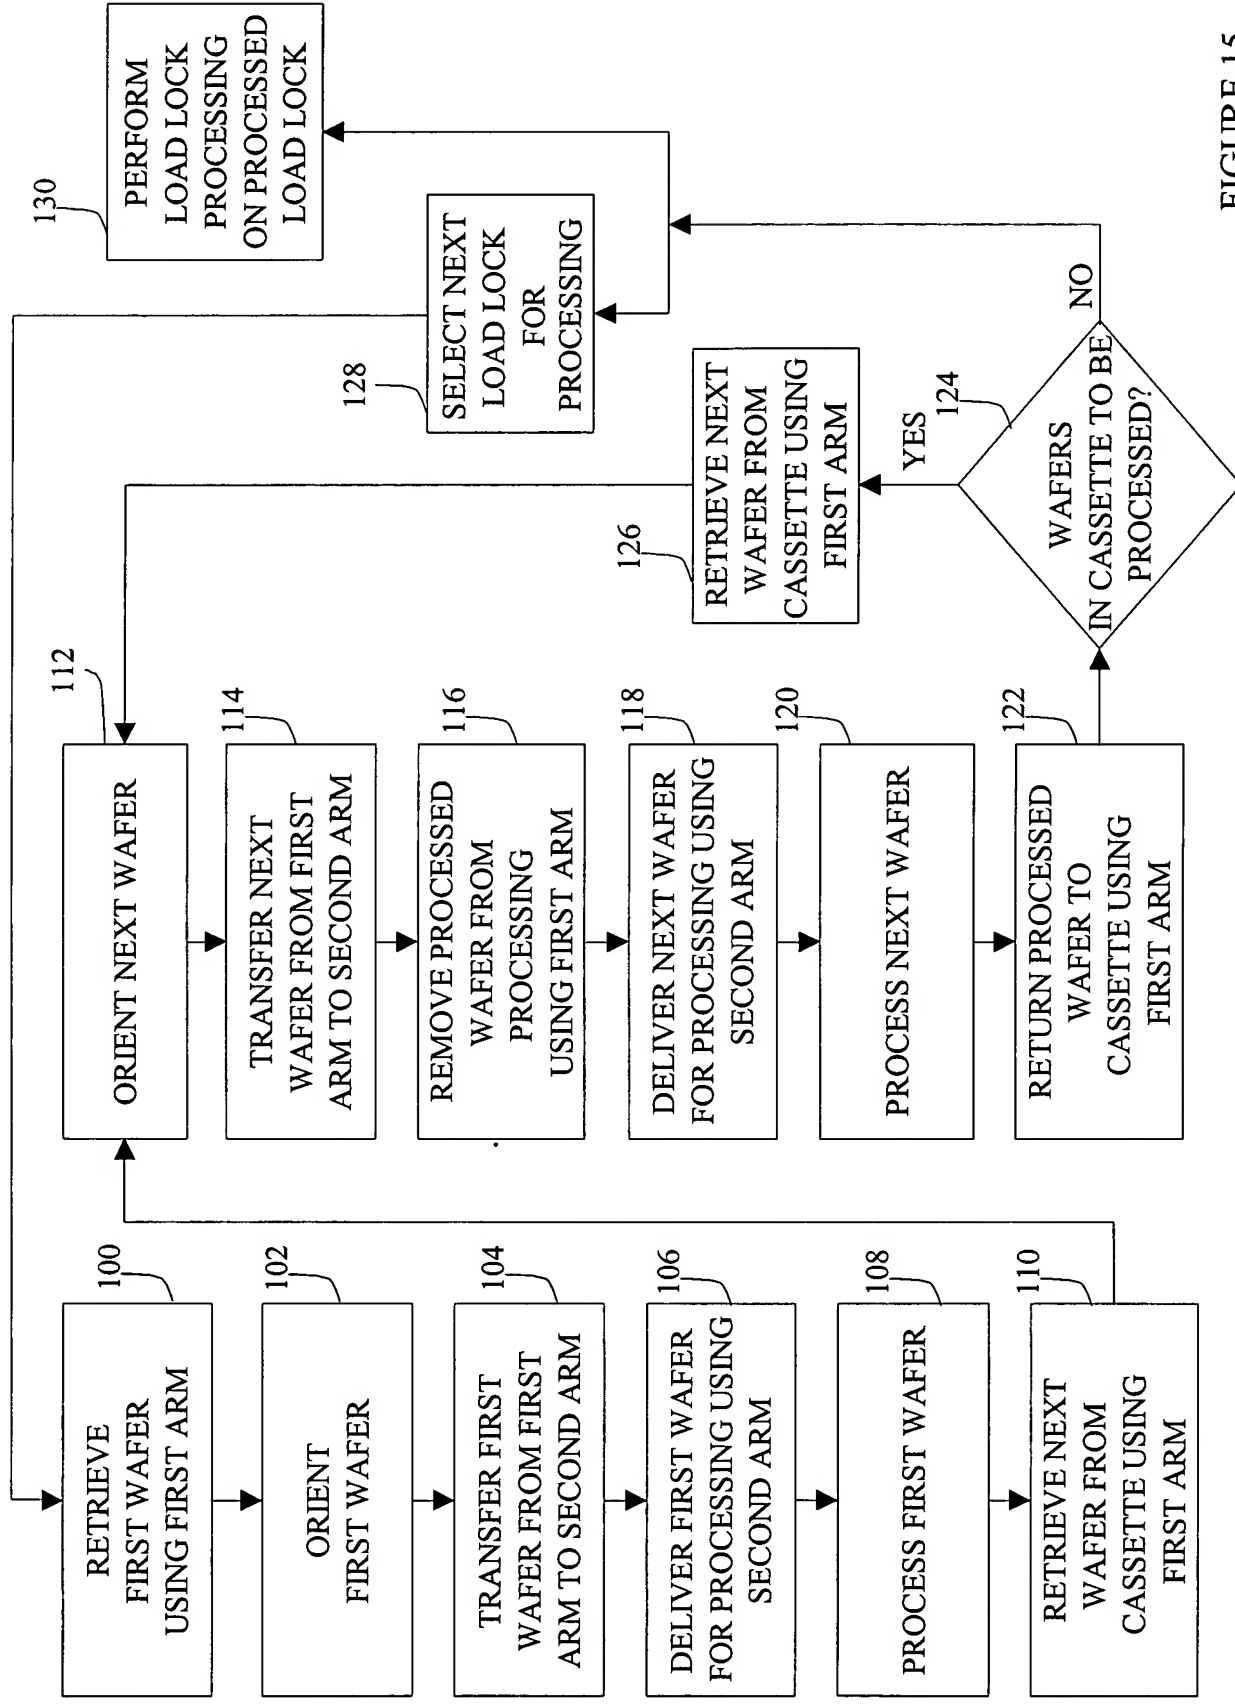 100
RETRIEVE
FIRST WAFER
USING FIRST ARM
102
ORIENT
FIRST WAFER
104
TRANSFER FIRST
WAFER FROM FIRST
ARM TO SECOND ARM
106
DELIVER FIRST WAFER
FOR PROCESSING USING
SECOND ARM
108
PROCESS FIRST WAFER
110
RETRIEVE NEXT
WAFER FROM
CASSETTE USING
FIRST ARM
112
ORIENT NEXT WAFER
114
TRANSFER NEXT
WAFER FROM FIRST
ARM TO SECOND ARM
116
REMOVE PROCESSED
WAFER FROM
PROCESSING
USING FIRST ARM
118
DELIVER NEXT WAFER
FOR PROCESSING USING
SECOND ARM
120
PROCESS NEXT WAFER
122
RETURN PROCESSED
WAFER TO
CASSETTE USING
FIRST ARM
124
WAFERS
IN CASSETTE TO BE
PROCESSED?
YES
NO
126
RETRIEVE NEXT
WAFER FROM
CASSETTE USING
FIRST ARM
128
SELECT NEXT
LOAD LOCK
FOR
PROCESSING
130
PERFORM
LOAD LOCK
PROCESSING
ON PROCESSED
LOAD LOCK
FIGURE 15